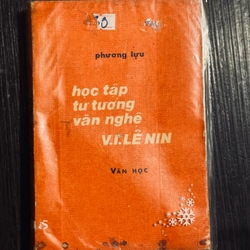 phương lựu
học tập
tư tưởng
văn nghệ
V.I.LÊ NIN
VĂN HỌC